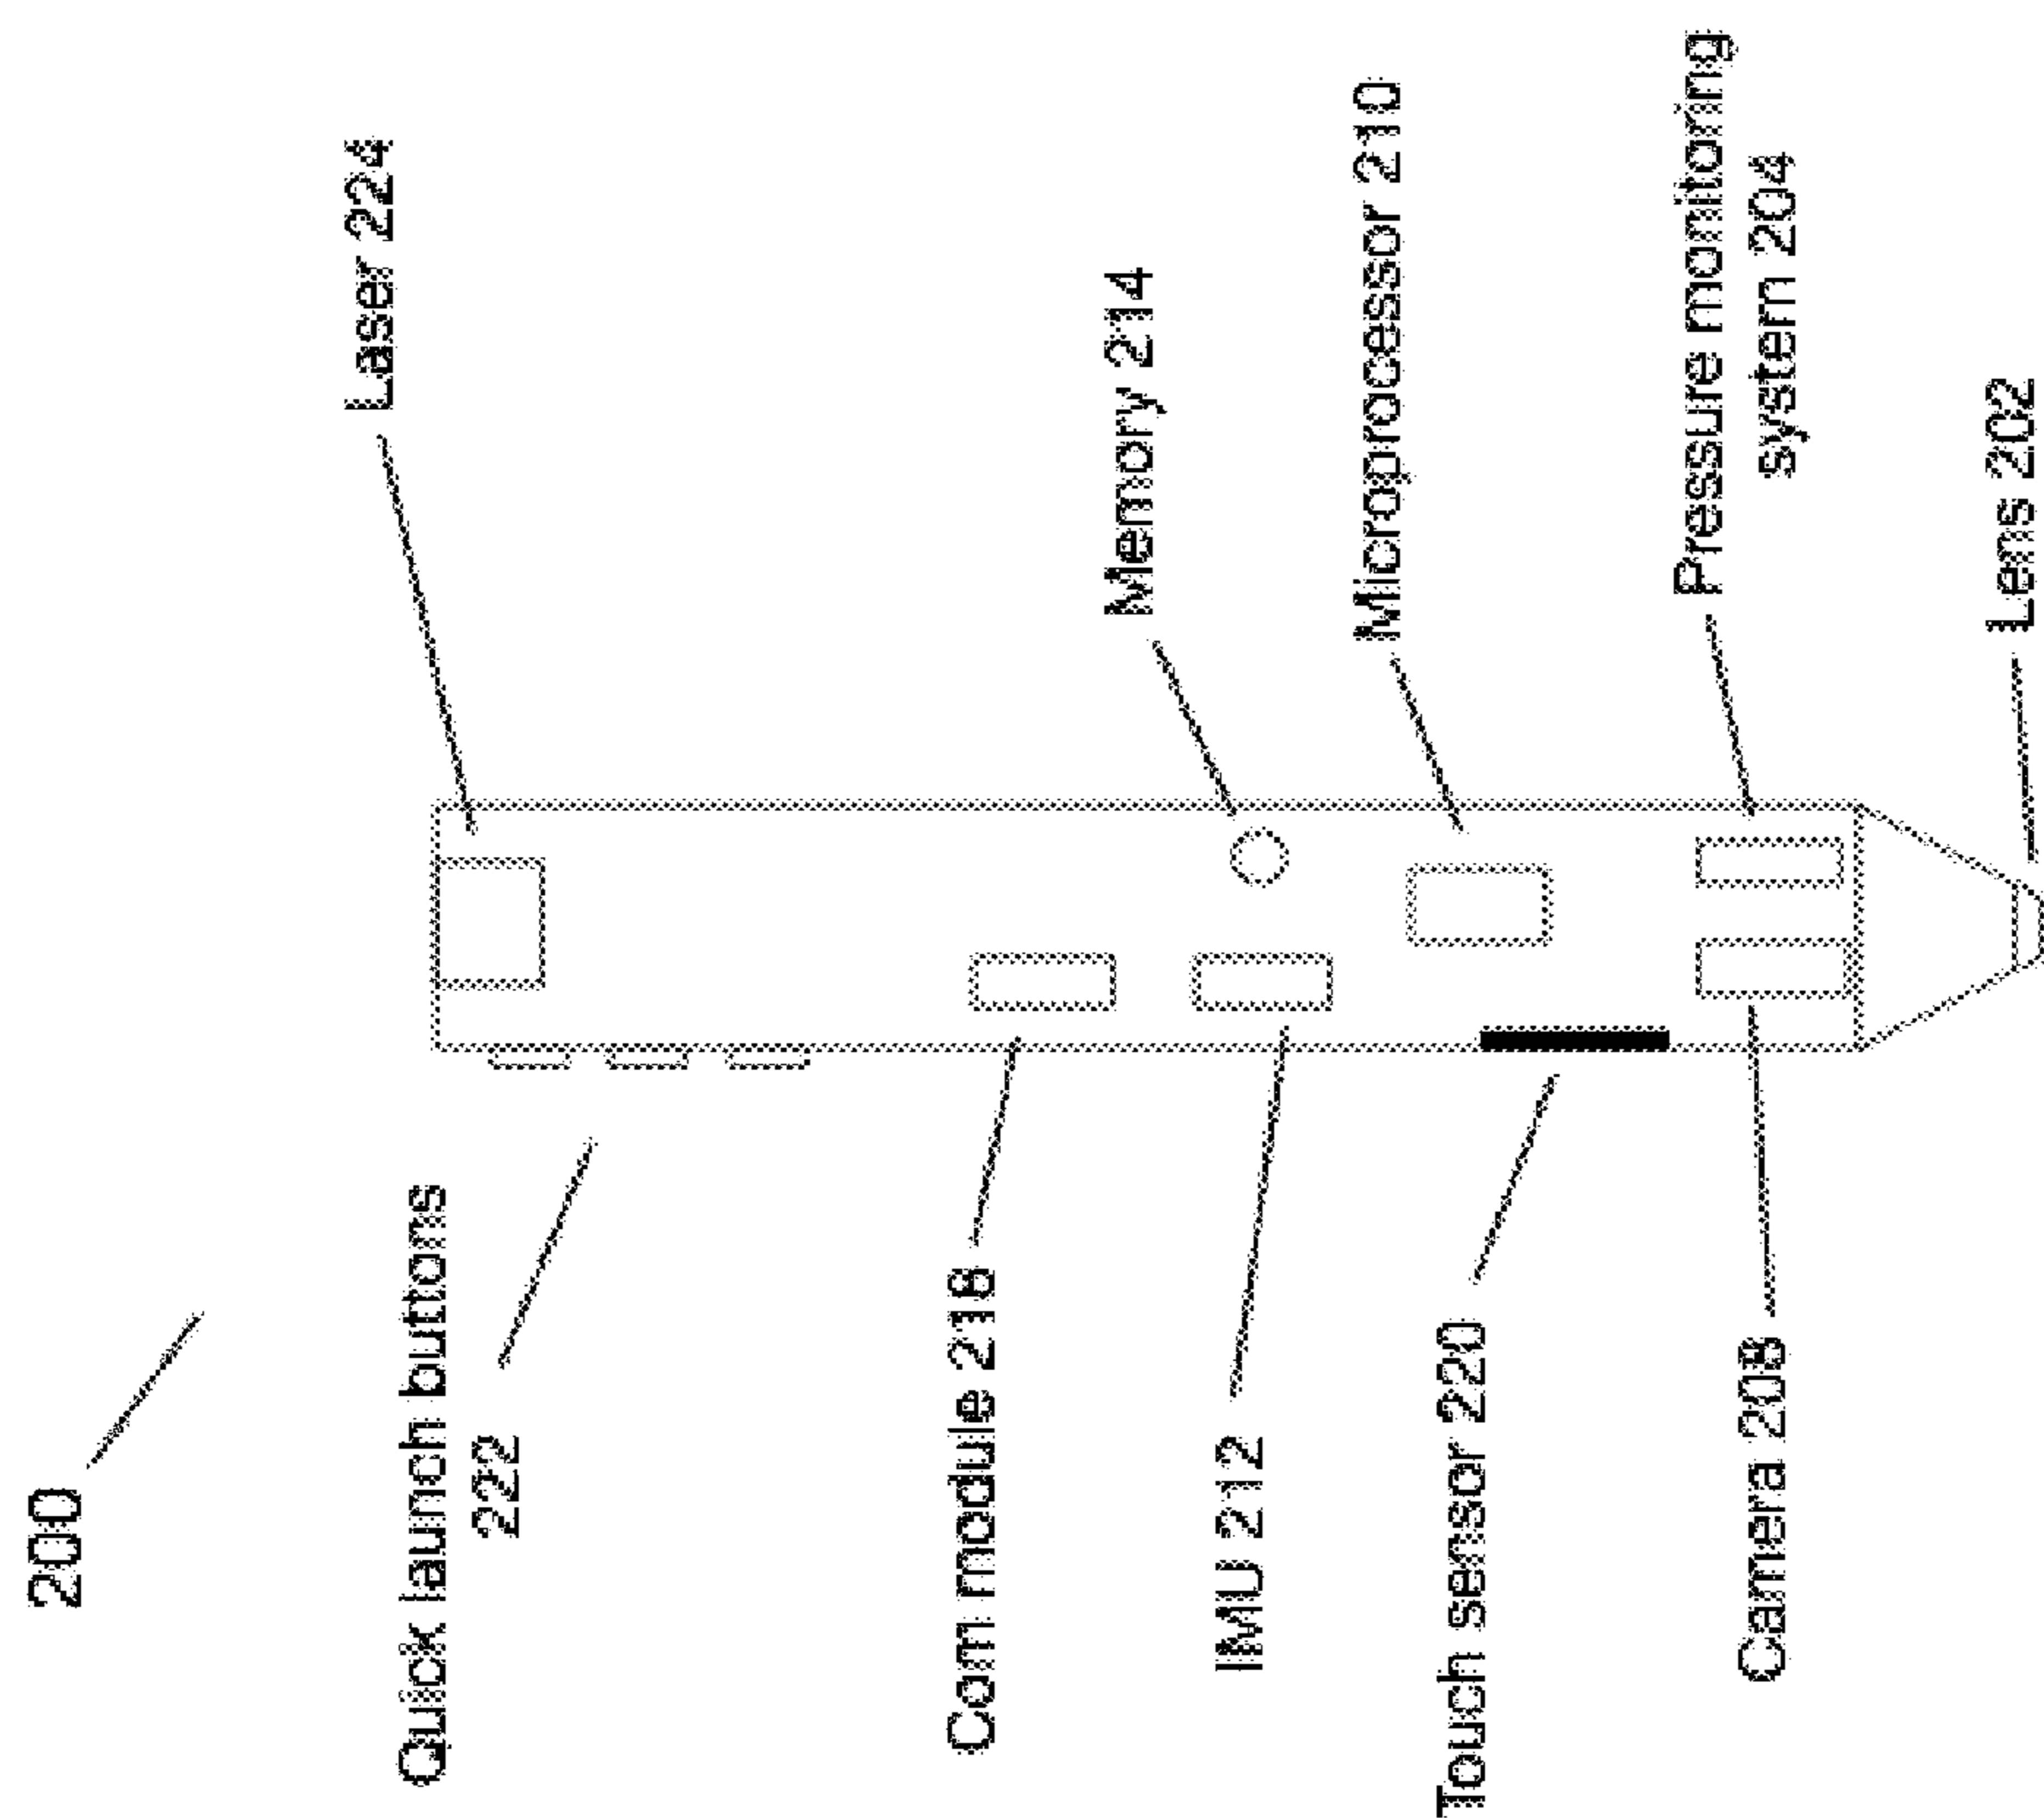 200
Quick launch buttons
222
Com module 218
IMU 212
Touch sensor 220
Camera 208
Laser 224
Memory 214
Microprocessor 210
Pressure monitoring
system 204
Lens 202